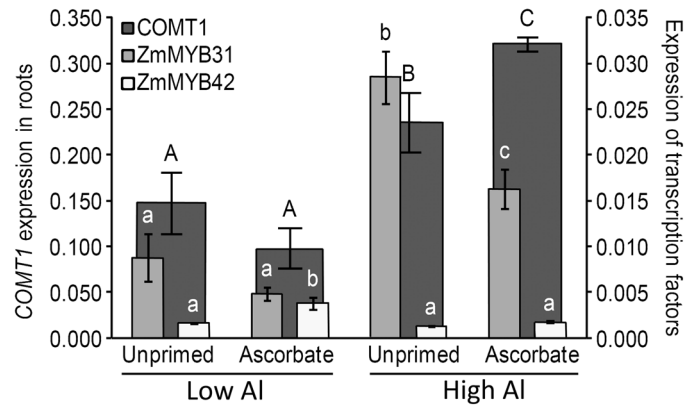 COMT1
ZmMYB31
ZmMYB42
COMT1 expression in roots
0.350
0.300
0.250
0.200
0.150
0.100
0.050
0.000
Expression of transcription factors
0.035
0.030
0.025
0.020
0.015
0.010
0.005
0.000
a A a
a A b
b B a
c C a
Unprimed Ascorbate Unprimed Ascorbate
Low Al High Al